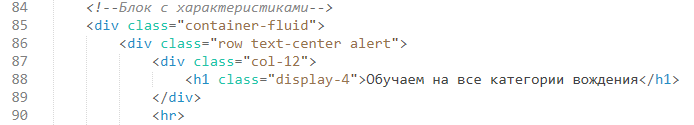 84 <!--Блок с характеристиками-->
85 <div class="container-fluid">
86 <div class="row text-center alert">
87 <div class="col-12">
88 <h1 class="display-4">Обучаем на все категории вождения</h1>
89 </div>
90 <hr>